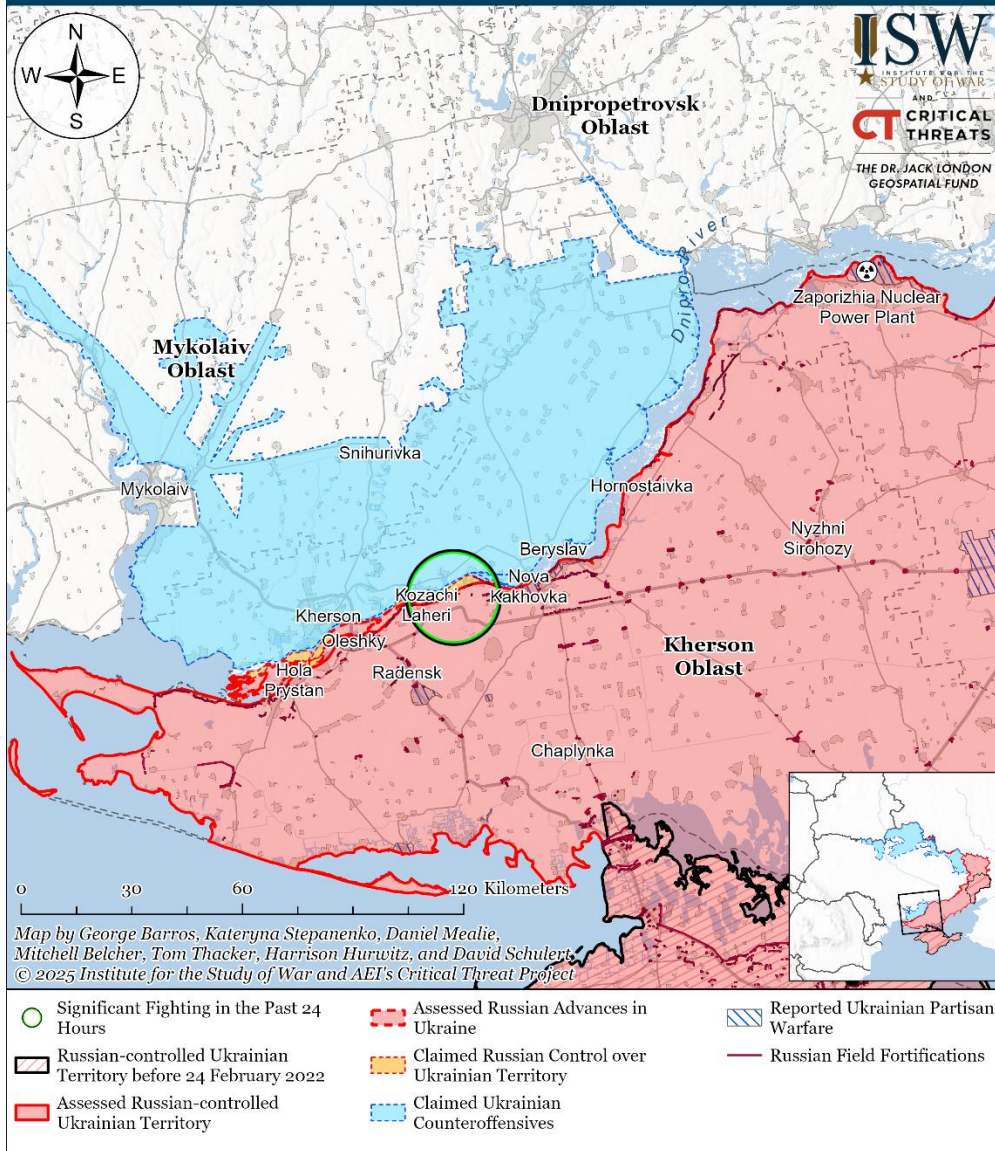 N
W E
S
ISW
INSTITUTE FOR THE
STUDY OF WAR
AND
CT CRITICAL
THREATS
THE DR. JACK LONDON
GEOSPATIAL FUND
Dnipropetrovsk
Oblast
Dnipro River
Zaporizhia Nuclear
Power Plant
Mykolaiv
Oblast
Snihurivka
Mykolaiv
Hornostaivka
Nyzhni
Sirohozy
Beryslav
Nova
Kakhovka
Kozachi
Laheri
Kherson
Oleshky
Kherson
Oblast
Hola
Prystan
Radensk
Chaplynka
0 30 60 120 Kilometers
Map by George Barros, Kateryna Stepanenko, Daniel Mealie,
Mitchell Belcher, Tom Thacker, Harrison Hurwitz, and David Schulert
© 2025 Institute for the Study of War and AEI's Critical Threat Project
Significant Fighting in the Past 24
Hours
Russian-controlled Ukrainian
Territory before 24 February 2022
Assessed Russian-controlled
Ukrainian Territory
Assessed Russian Advances in
Ukraine
Claimed Russian Control over
Ukrainian Territory
Claimed Ukrainian
Counteroffensives
Reported Ukrainian Partisan
Warfare
Russian Field Fortifications